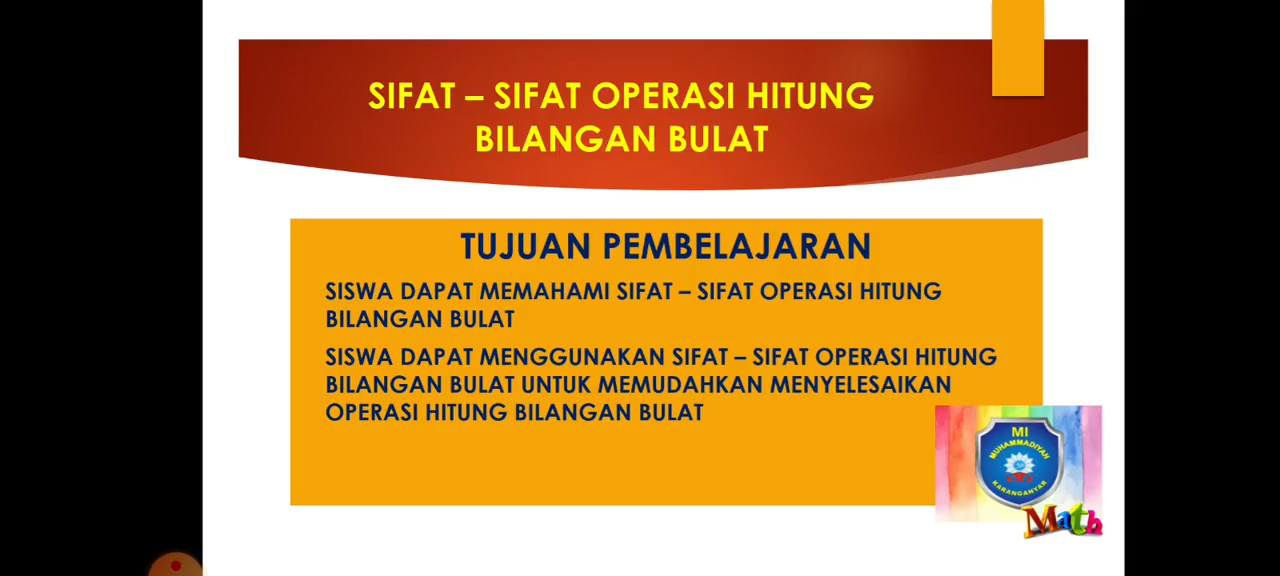 SIFAT – SIFAT OPERASI HITUNG
BILANGAN BULAT
TUJUAN PEMBELAJARAN
SISWA DAPAT MEMAHAMI SIFAT – SIFAT OPERASI HITUNG
BILANGAN BULAT
SISWA DAPAT MENGGUNAKAN SIFAT – SIFAT OPERASI HITUNG
BILANGAN BULAT UNTUK MEMUDAHKAN MENYELESAIKAN
OPERASI HITUNG BILANGAN BULAT
MI
MUHAMMADIYAH
KARANGANYAR
Math